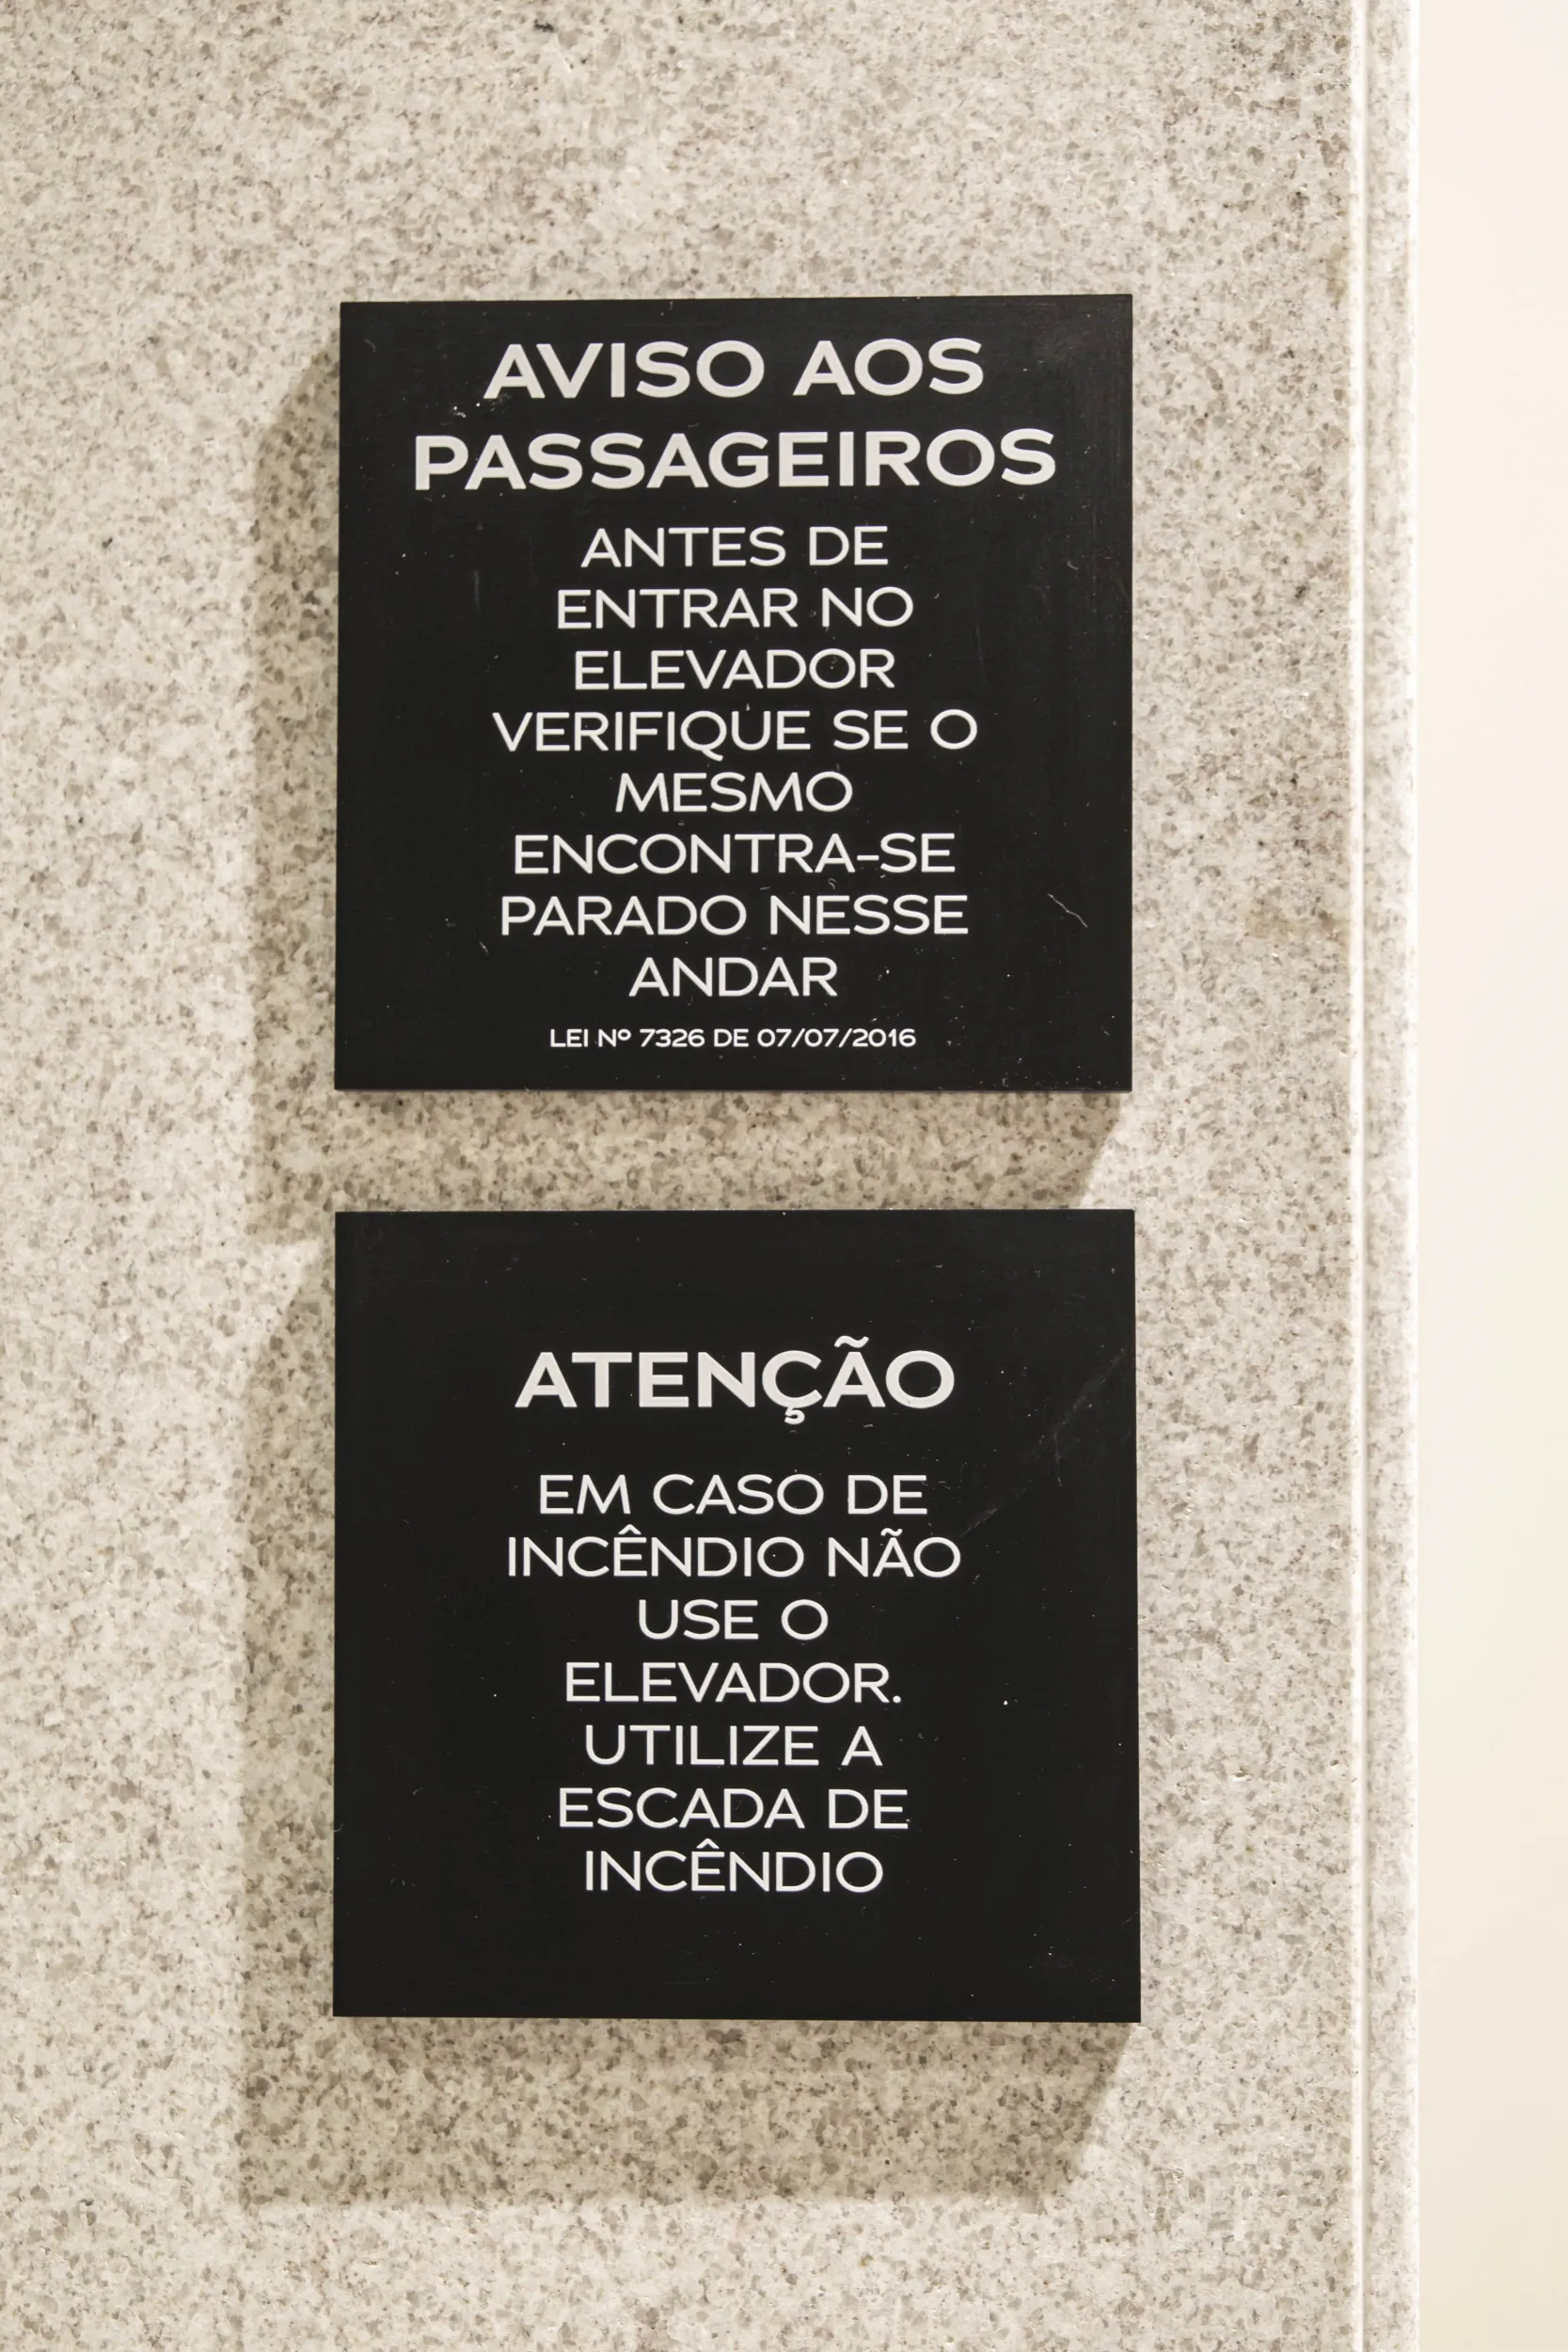 AVISO AOS
PASSAGEIROS
ANTES DE
ENTRAR NO
ELEVADOR
VERIFIQUE SE O
MESMO
ENCONTRA-SE
PARADO NESSE
ANDAR
LEI Nº 7326 DE 07/07/2016
ATENÇÃO
EM CASO DE
INCÊNDIO NÃO
USE O
ELEVADOR.
UTILIZE A
ESCADA DE
INCÊNDIO